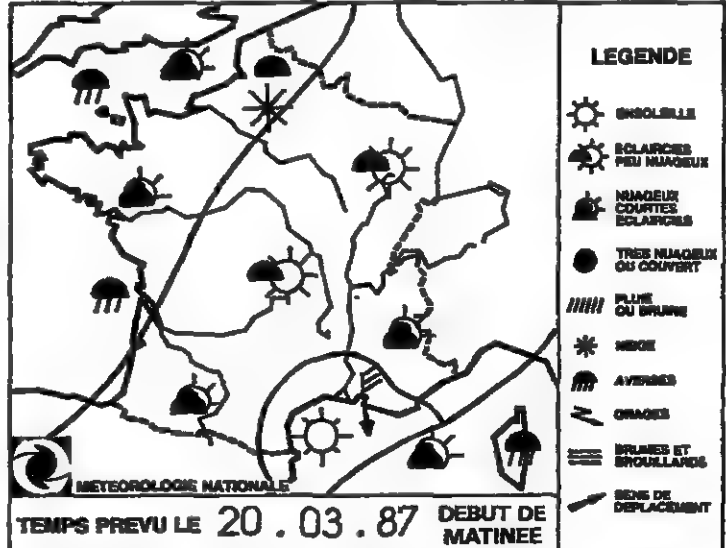 LEGENDE
ENSOLEILLE
ECLAIRCIES
PEU NUAGEUX
NUAGEUX
COURTES
ECLAIRCIES
TRES NUAGEUX
OU COUVERT
PLUIE
OU BRUINE
NEIGE
AVERSES
ORAGES
BRUMES ET
BROUILLARDS
SENS DE
DEPLACEMENT
METEOROLOGIE NATIONALE
TEMPS PREVU LE 20.03.87 DEBUT DE
MATINEE